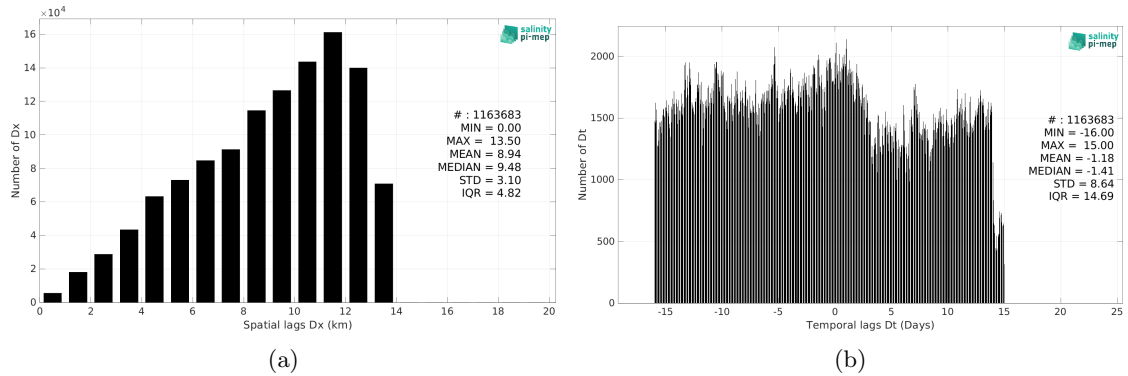 ×10⁴
16
14
12
10
8
6
4
2
0
Number of Dx
salinity
pi-mep
# : 1163683
MIN = 0.00
MAX = 13.50
MEAN = 8.94
MEDIAN = 9.48
STD = 3.10
IQR = 4.82
0 2 4 6 8 10 12 14 16 18 20
Spatial lags Dx (km)
(a)
2000
1500
1000
500
0
Number of Dt
salinity
pi-mep
# : 1163683
MIN = -16.00
MAX = 15.00
MEAN = -1.18
MEDIAN = -1.41
STD = 8.64
IQR = 14.69
-15 -10 -5 0 5 10 15 20 25
Temporal lags Dt (Days)
(b)